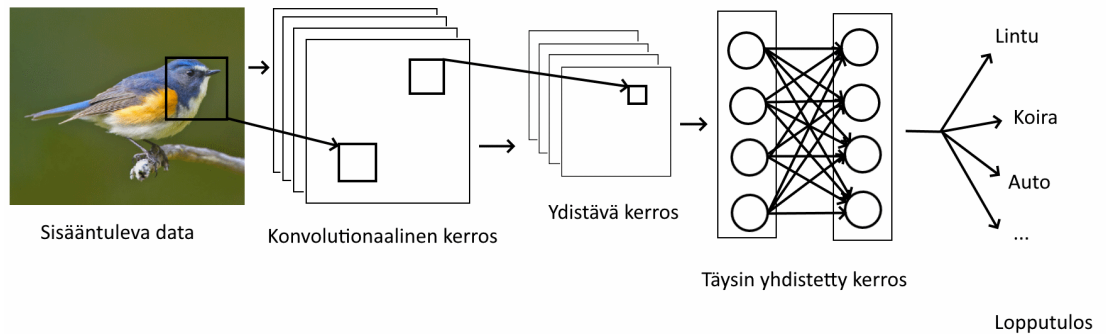 Sisääntuleva data
Konvolutionaalinen kerros
Ydistävä kerros
Täysin yhdistetty kerros
Lintu
Koira
Auto
...
Lopputulos